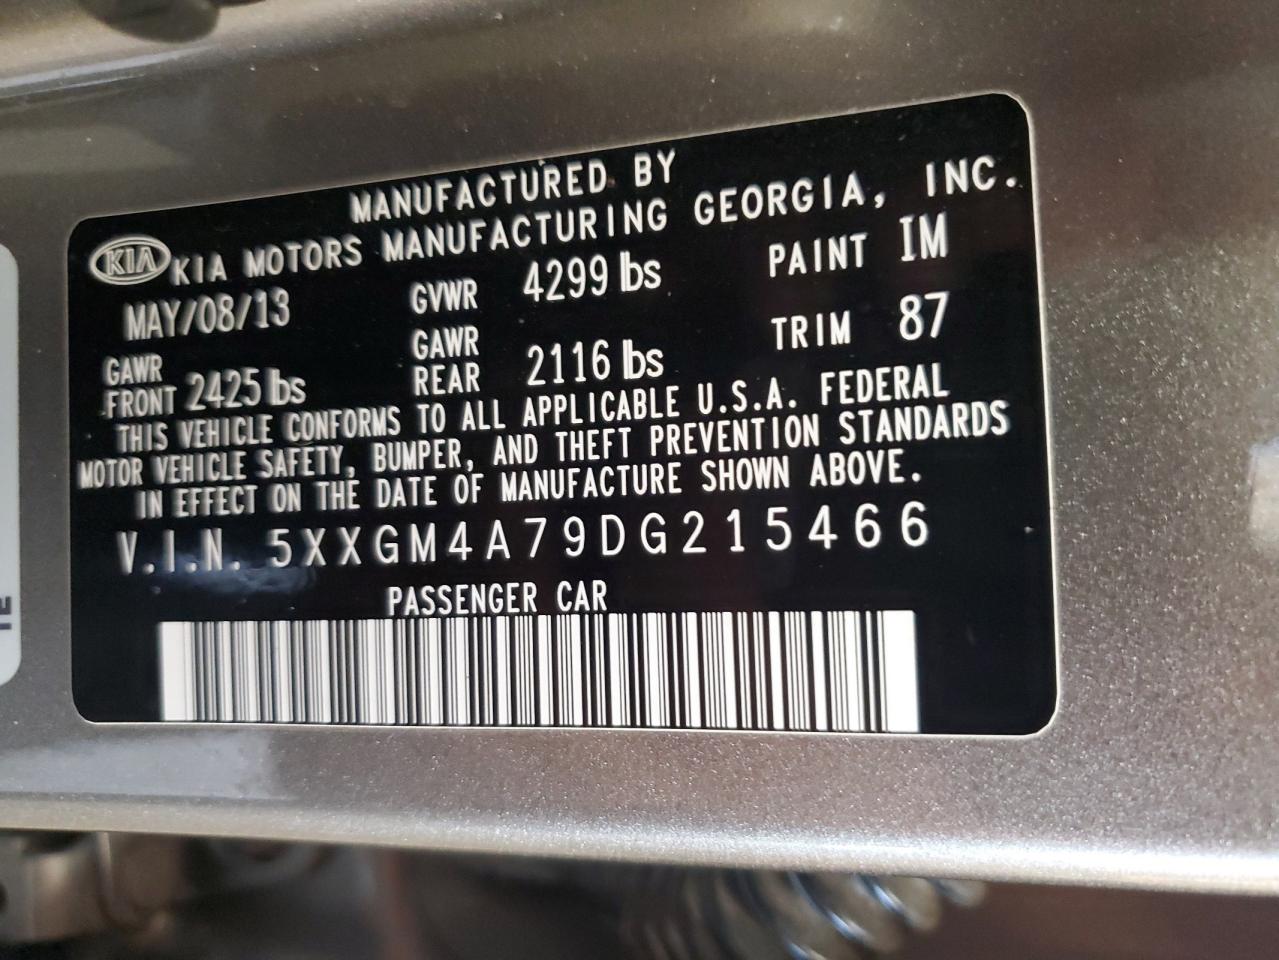 MANUFACTURED BY
KIA KIA MOTORS MANUFACTURING GEORGIA, INC.
MAY/08/13 GVWR 4299 lbs PAINT IM
GAWR FRONT 2425 lbs GAWR REAR 2116 lbs TRIM 87
THIS VEHICLE CONFORMS TO ALL APPLICABLE U.S.A. FEDERAL
MOTOR VEHICLE SAFETY, BUMPER, AND THEFT PREVENTION STANDARDS
IN EFFECT ON THE DATE OF MANUFACTURE SHOWN ABOVE.
V.I.N. 5XXGM4A79DG215466
PASSENGER CAR